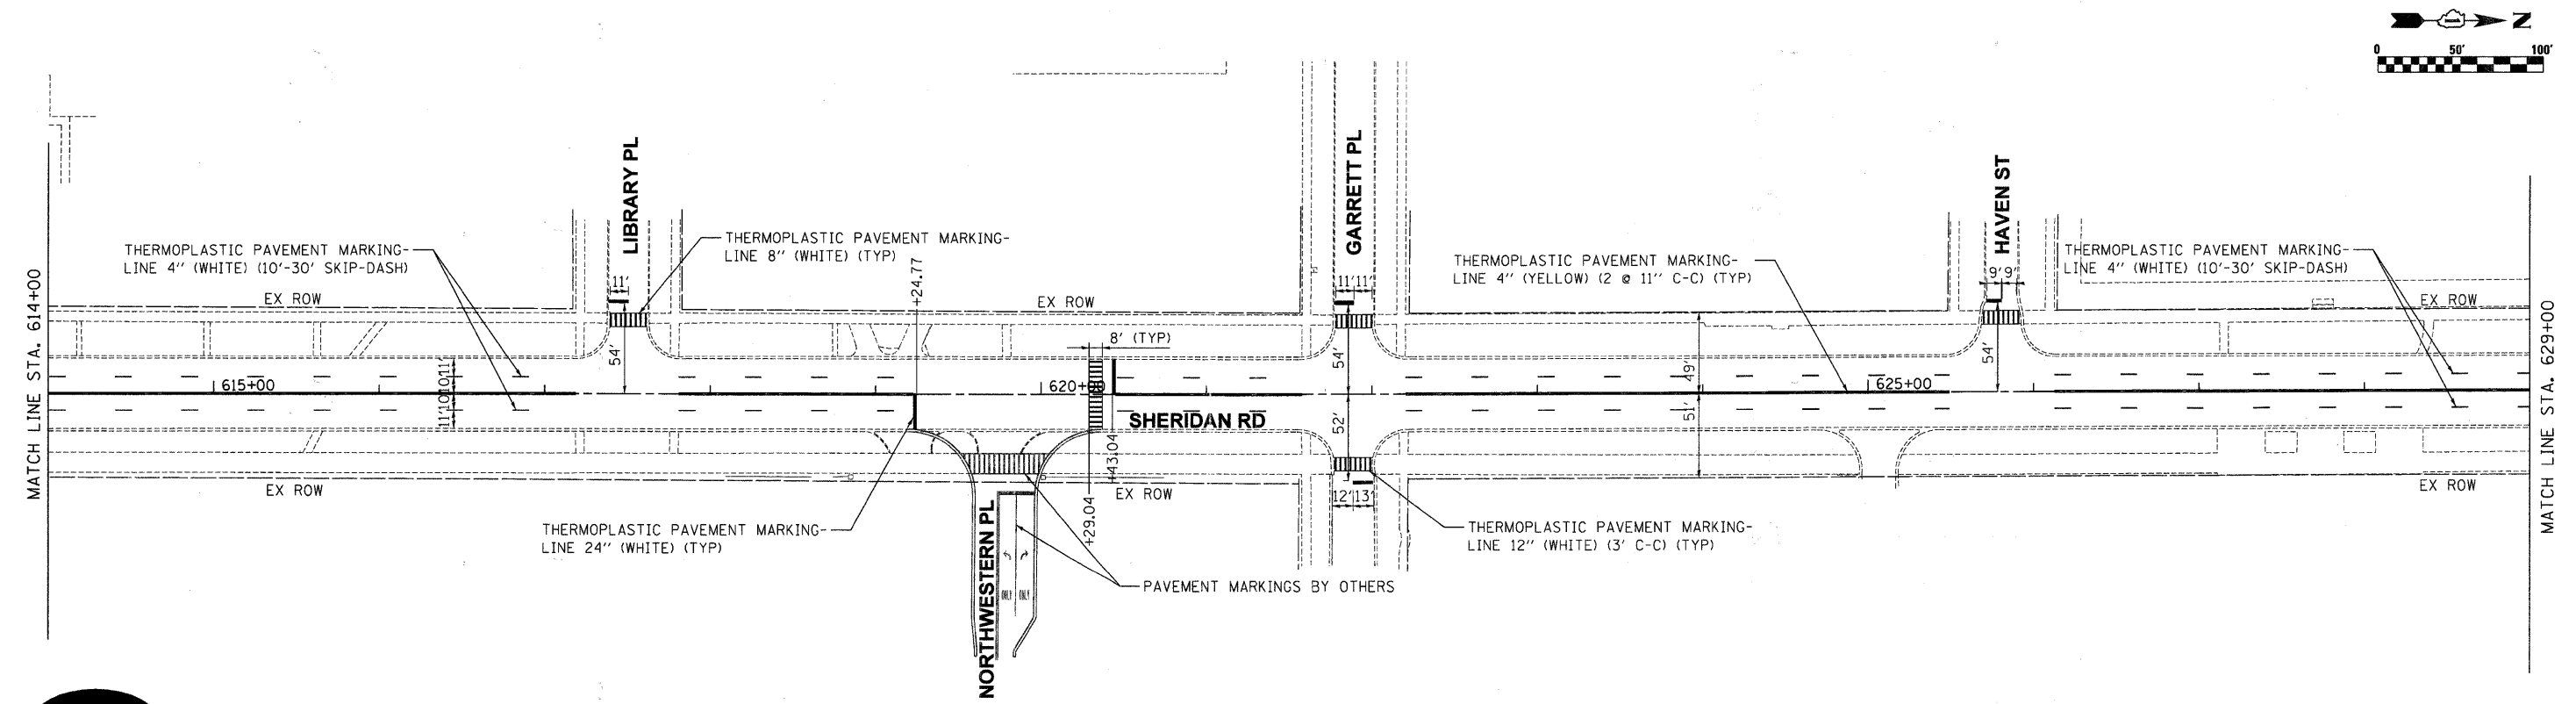 N
0 50' 100'
MATCH LINE STA. 614+00
THERMOPLASTIC PAVEMENT MARKING-
LINE 4" (WHITE) (10'-30' SKIP-DASH)
EX ROW
LIBRARY PL
THERMOPLASTIC PAVEMENT MARKING-
LINE 8" (WHITE) (TYP)
11'
54'
+24.77
EX ROW
8' (TYP)
GARRETT PL
11' 11'
54'
THERMOPLASTIC PAVEMENT MARKING-
LINE 4" (YELLOW) (2 @ 11" C-C) (TYP)
49'
HAVEN ST
9' 9'
54'
THERMOPLASTIC PAVEMENT MARKING-
LINE 4" (WHITE) (10'-30' SKIP-DASH)
EX ROW
11'10'10'11'
615+00
620+00
625+00
SHERIDAN RD
52'
51'
EX ROW
+43.04
+29.04
EX ROW
12' 13'
EX ROW
THERMOPLASTIC PAVEMENT MARKING-
LINE 24" (WHITE) (TYP)
NORTHWESTERN PL
ONLY ONLY
PAVEMENT MARKINGS BY OTHERS
THERMOPLASTIC PAVEMENT MARKING-
LINE 12" (WHITE) (3' C-C) (TYP)
MATCH LINE STA. 629+00